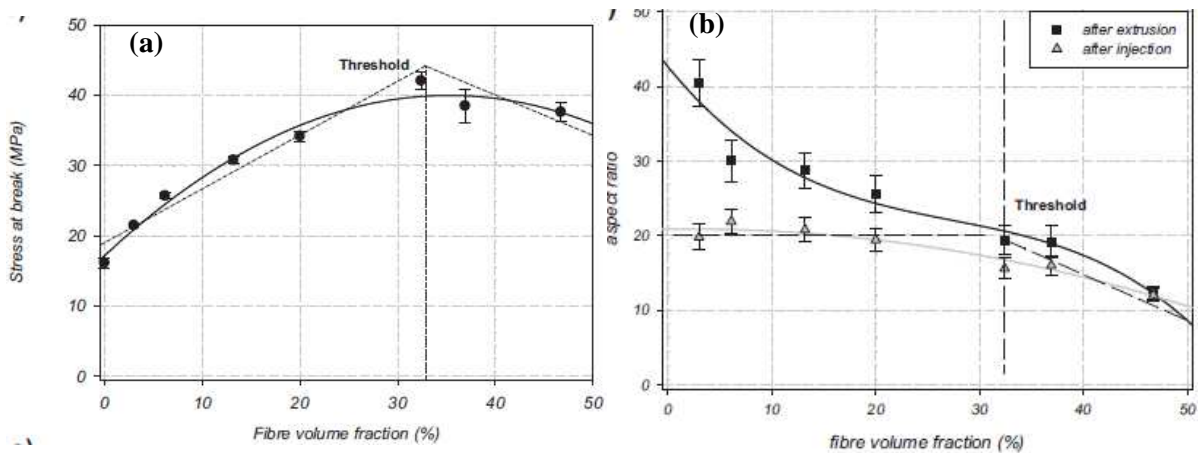 (a)
Threshold
Stress at break (MPa)
50
40
30
20
10
0
0 10 20 30 40 50
Fibre volume fraction (%)
(b)
after extrusion
after injection
Threshold
aspect ratio
50
40
30
20
10
0
0 10 20 30 40 50
fibre volume fraction (%)